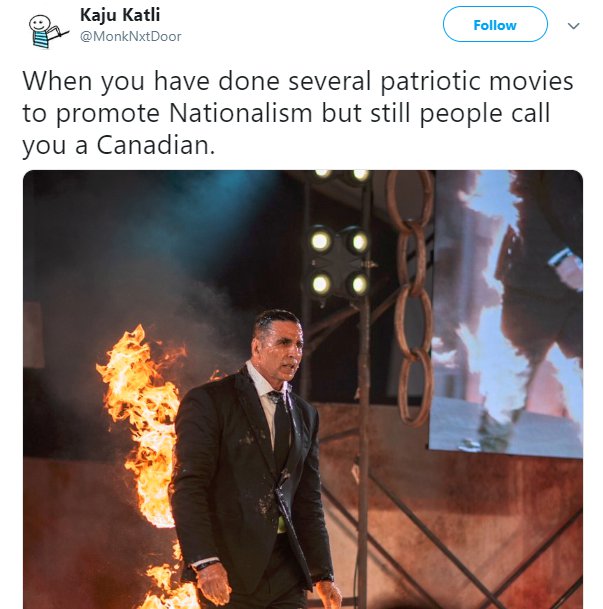 Kaju Katli
@MonkNxtDoor
Follow
When you have done several patriotic movies
to promote Nationalism but still people call
you a Canadian.